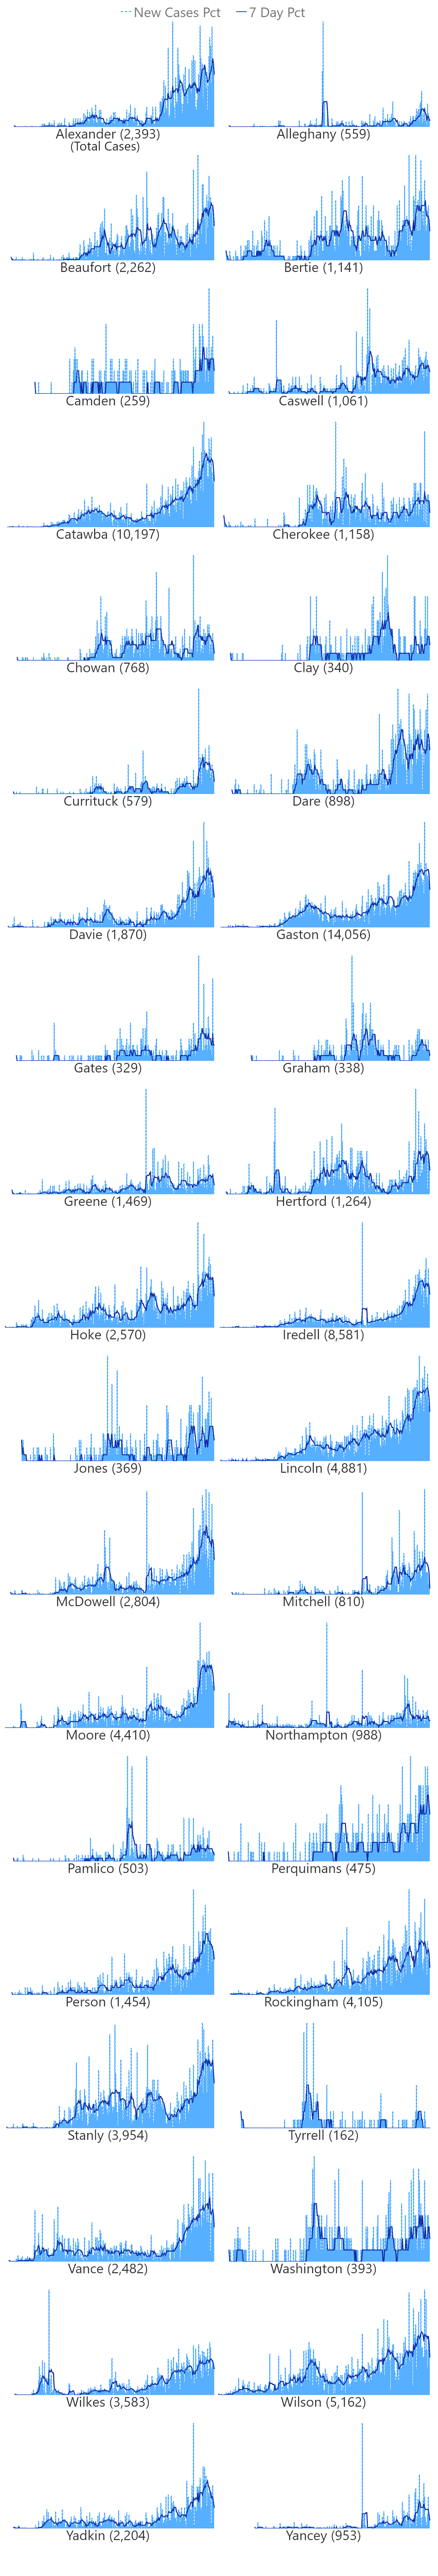 New Cases Pct 7 Day Pct
Alexander (2,393) Alleghany (559)
(Total Cases)
Beaufort (2,262) Bertie (1,141)
Camden (259) Caswell (1,061)
Catawba (10,197) Cherokee (1,158)
Chowan (768) Clay (340)
Currituck (579) Dare (898)
Davie (1,870) Gaston (14,056)
Gates (329) Graham (338)
Greene (1,469) Hertford (1,264)
Hoke (2,570) Iredell (8,581)
Jones (369) Lincoln (4,881)
McDowell (2,804) Mitchell (810)
Moore (4,410) Northampton (988)
Pamlico (503) Perquimans (475)
Person (1,454) Rockingham (4,105)
Stanly (3,954) Tyrrell (162)
Vance (2,482) Washington (393)
Wilkes (3,583) Wilson (5,162)
Yadkin (2,204) Yancey (953)